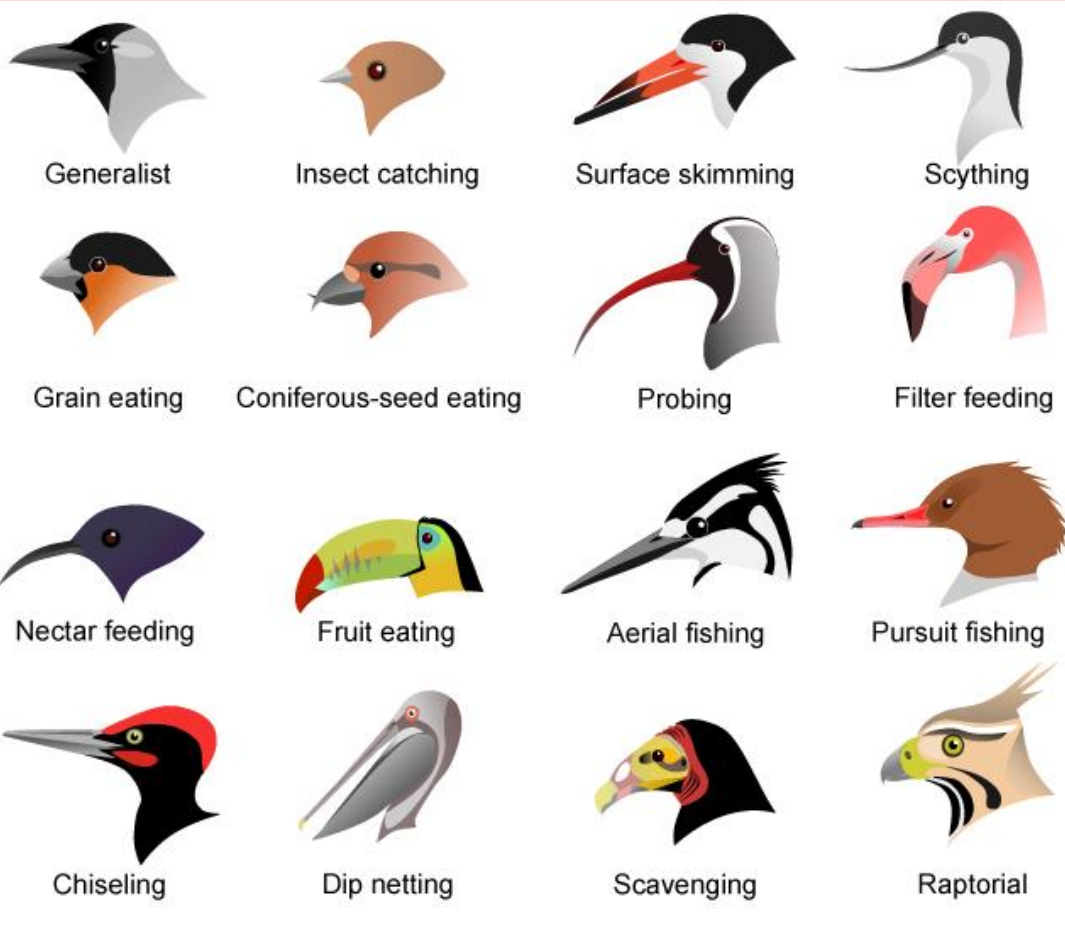 Generalist
Insect catching
Surface skimming
Scything
Grain eating
Coniferous-seed eating
Probing
Filter feeding
Nectar feeding
Fruit eating
Aerial fishing
Pursuit fishing
Chiseling
Dip netting
Scavenging
Raptorial